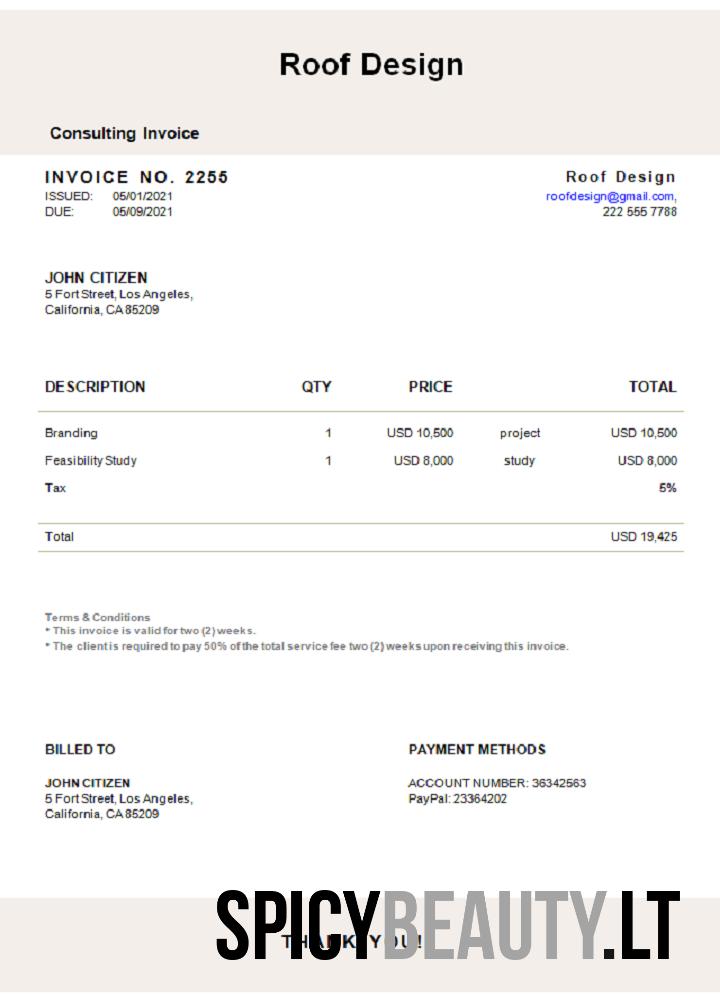 Roof Design
Consulting Invoice
INVOICE NO. 2255
ISSUED: 05/01/2021
DUE: 05/09/2021
Roof Design
roofdesign@gmail.com,
222 555 7788
JOHN CITIZEN
5 Fort Street, Los Angeles,
California, CA 85209
DESCRIPTION QTY PRICE TOTAL
Branding 1 USD 10,500 project USD 10,500
Feasibility Study 1 USD 8,000 study USD 8,000
Tax 5%
Total USD 19,425
Terms & Conditions
* This invoice is valid for two (2) weeks.
* The client is required to pay 50% of the total service fee two (2) weeks upon receiving this invoice.
BILLED TO
JOHN CITIZEN
5 Fort Street, Los Angeles,
California, CA 85209
PAYMENT METHODS
ACCOUNT NUMBER: 36342563
PayPal: 23364202
THANK YOU!
SPICYBEAUTY.LT